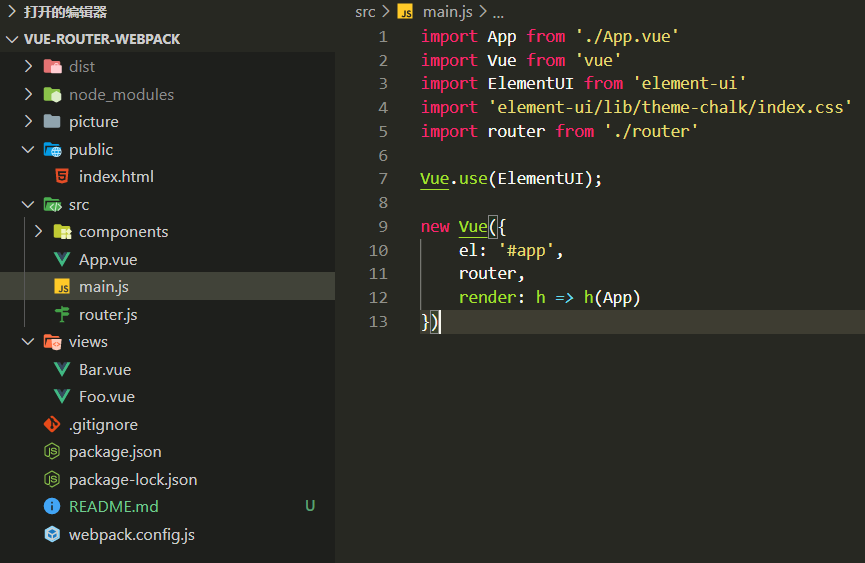 打开的编辑器
VUE-ROUTER-WEBPACK
dist
node_modules
picture
public
index.html
src
components
App.vue
main.js
router.js
views
Bar.vue
Foo.vue
.gitignore
package.json
package-lock.json
README.md U
webpack.config.js
src > JS main.js > ...
1 import App from './App.vue'
2 import Vue from 'vue'
3 import ElementUI from 'element-ui'
4 import 'element-ui/lib/theme-chalk/index.css'
5 import router from './router'
6
7 Vue.use(ElementUI);
8
9 new Vue({
10 el: '#app',
11 router,
12 render: h => h(App)
13 })